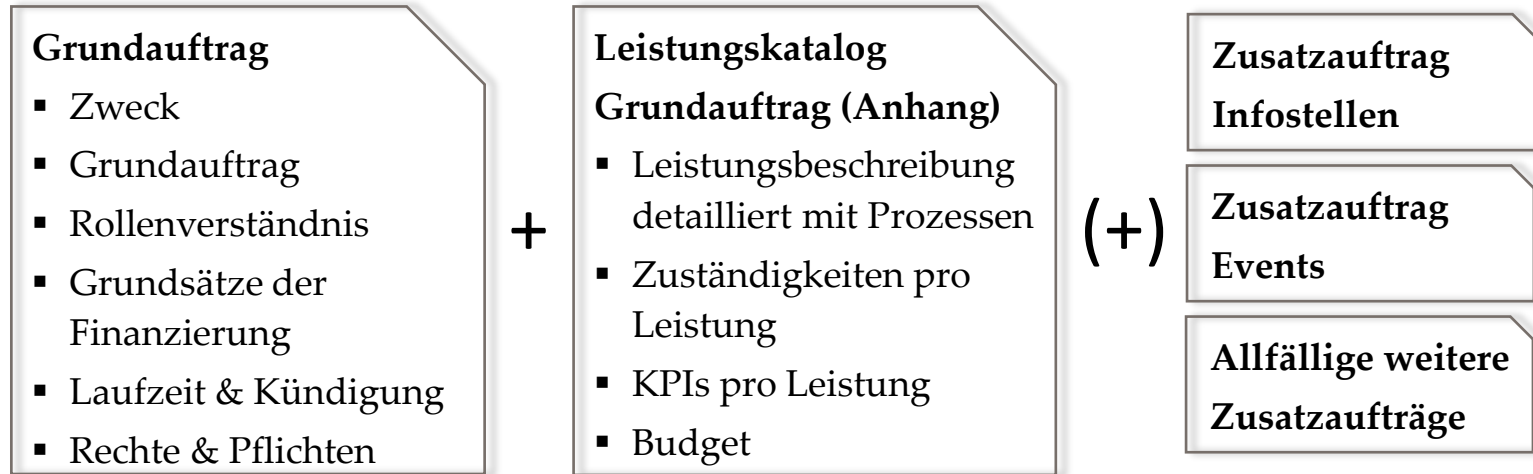 Grundauftrag
▪ Zweck
▪ Grundauftrag
▪ Rollenverständnis
▪ Grundsätze der
Finanzierung
▪ Laufzeit & Kündigung
▪ Rechte & Pflichten
+
Leistungskatalog
Grundauftrag (Anhang)
▪ Leistungsbeschreibung
detailliert mit Prozessen
▪ Zuständigkeiten pro
Leistung
▪ KPIs pro Leistung
▪ Budget
(+)
Zusatzauftrag
Infostellen
Zusatzauftrag
Events
Allfällige weitere
Zusatzaufträge